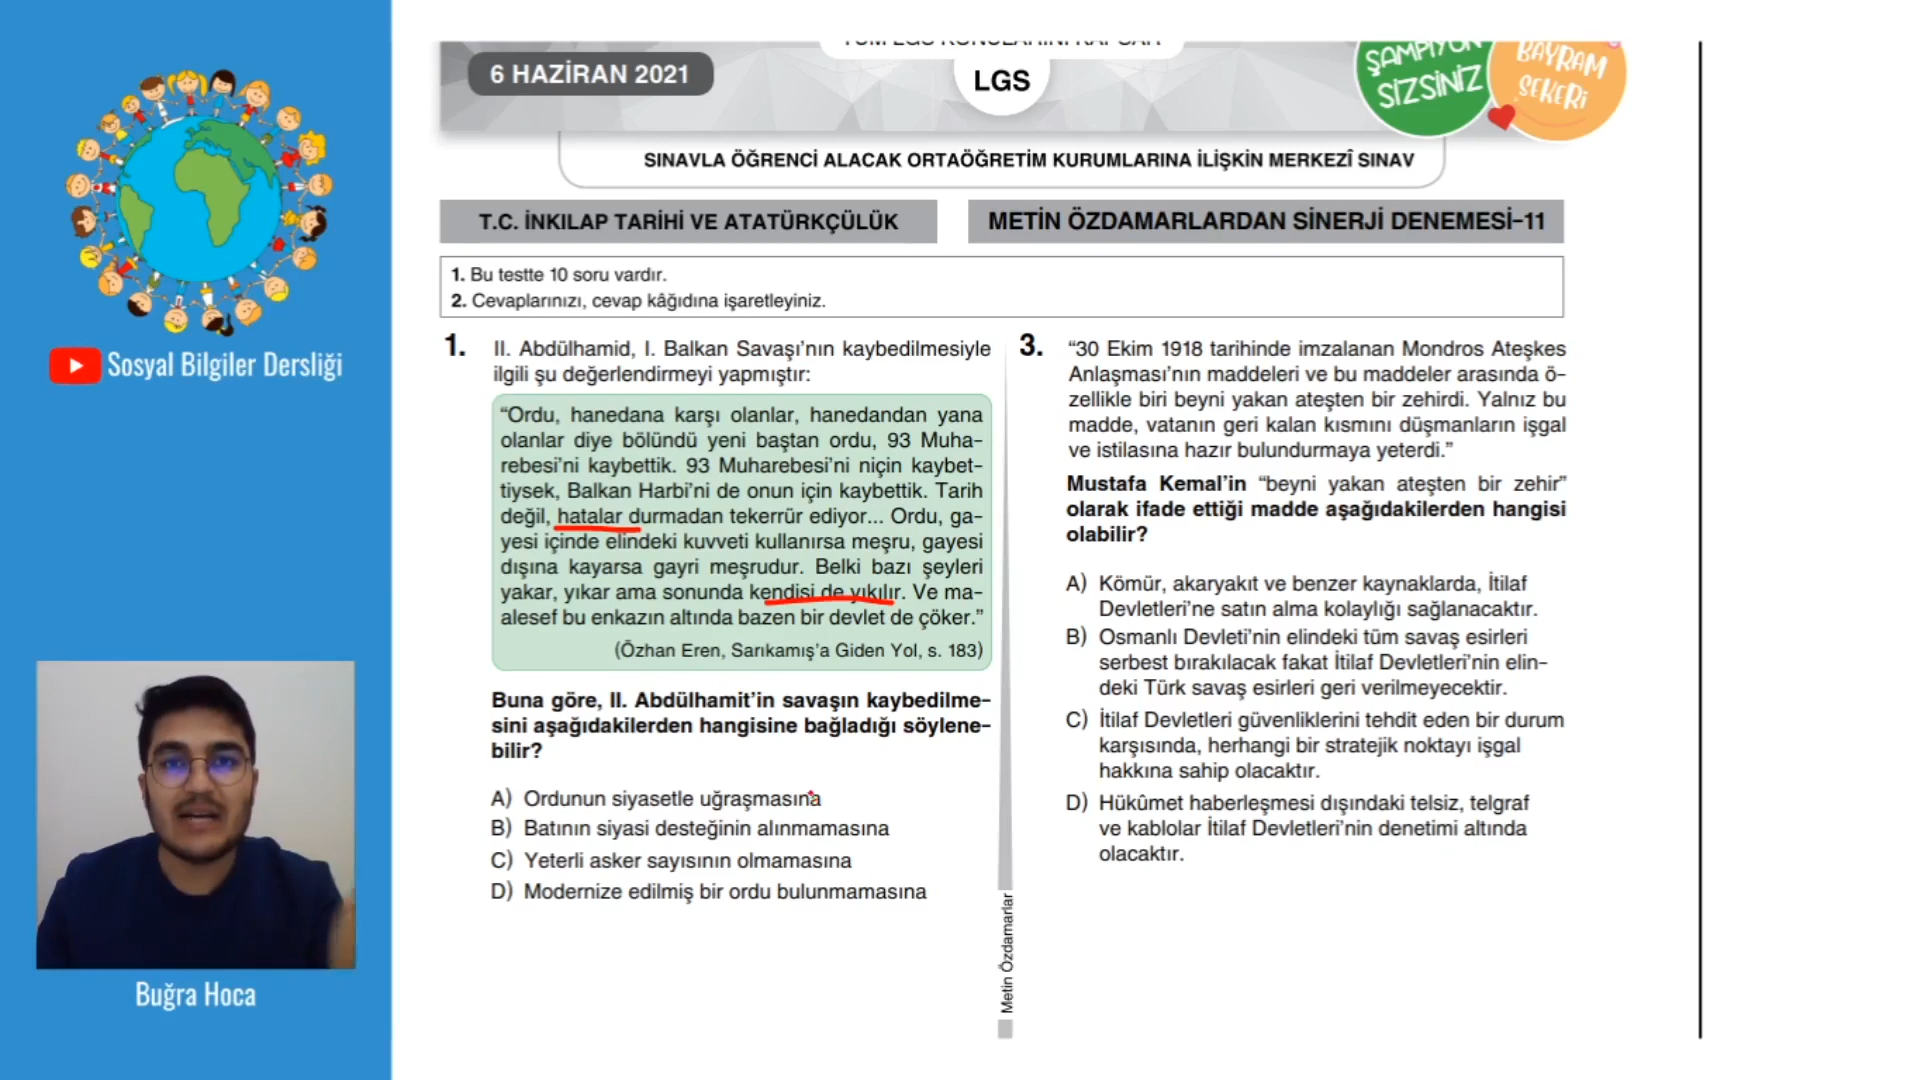 TÜM LGS KONULARINI KAPSAR
6 HAZİRAN 2021
LGS
ŞAMPİYON
SİZSİNİZ
BAYRAM
ŞEKERİ
SINAVLA ÖĞRENCİ ALACAK ORTAÖĞRETİM KURUMLARINA İLİŞKİN MERKEZÎ SINAV
T.C. İNKILAP TARİHİ VE ATATÜRKÇÜLÜK
METİN ÖZDAMARLARDAN SİNERJİ DENEMESİ-11
1. Bu testte 10 soru vardır.
2. Cevaplarınızı, cevap kâğıdına işaretleyiniz.
1. II. Abdülhamid, I. Balkan Savaşı’nın kaybedilmesiyle
ilgili şu değerlendirmeyi yapmıştır:
“Ordu, hanedana karşı olanlar, hanedandan yana
olanlar diye bölündü yeni baştan ordu, 93 Muha-
rebesi’ni kaybettik. 93 Muharebesi’ni niçin kaybet-
tiysek, Balkan Harbi’ni de onun için kaybettik. Tarih
değil, hatalar durmadan tekerrür ediyor... Ordu, ga-
yesi içinde elindeki kuvveti kullanırsa meşru, gayesi
dışına kayarsa gayri meşrudur. Belki bazı şeyleri
yakar, yıkar ama sonunda kendisi de yıkılır. Ve ma-
alesef bu enkazın altında bazen bir devlet de çöker.”
(Özhan Eren, Sarıkamış’a Giden Yol, s. 183)
Buna göre, II. Abdülhamit’in savaşın kaybedilme-
sini aşağıdakilerden hangisine bağladığı söylene-
bilir?
A) Ordunun siyasetle uğraşmasına
B) Batının siyasi desteğinin alınmamasına
C) Yeterli asker sayısının olmamasına
D) Modernize edilmiş bir ordu bulunmamasına
3. “30 Ekim 1918 tarihinde imzalanan Mondros Ateşkes
Anlaşması’nın maddeleri ve bu maddeler arasında ö-
zellikle biri beyni yakan ateşten bir zehirdi. Yalnız bu
madde, vatanın geri kalan kısmını düşmanların işgal
ve istilasına hazır bulundurmaya yeterdi.”
Mustafa Kemal’in “beyni yakan ateşten bir zehir”
olarak ifade ettiği madde aşağıdakilerden hangisi
olabilir?
A) Kömür, akaryakıt ve benzer kaynaklarda, İtilaf
Devletleri’ne satın alma kolaylığı sağlanacaktır.
B) Osmanlı Devleti’nin elindeki tüm savaş esirleri
serbest bırakılacak fakat İtilaf Devletleri’nin elin-
deki Türk savaş esirleri geri verilmeyecektir.
C) İtilaf Devletleri güvenliklerini tehdit eden bir durum
karşısında, herhangi bir stratejik noktayı işgal
hakkına sahip olacaktır.
D) Hükûmet haberleşmesi dışındaki telsiz, telgraf
ve kablolar İtilaf Devletleri’nin denetimi altında
olacaktır.
Metin Özdamarlar
Sosyal Bilgiler Dersliği
Buğra Hoca